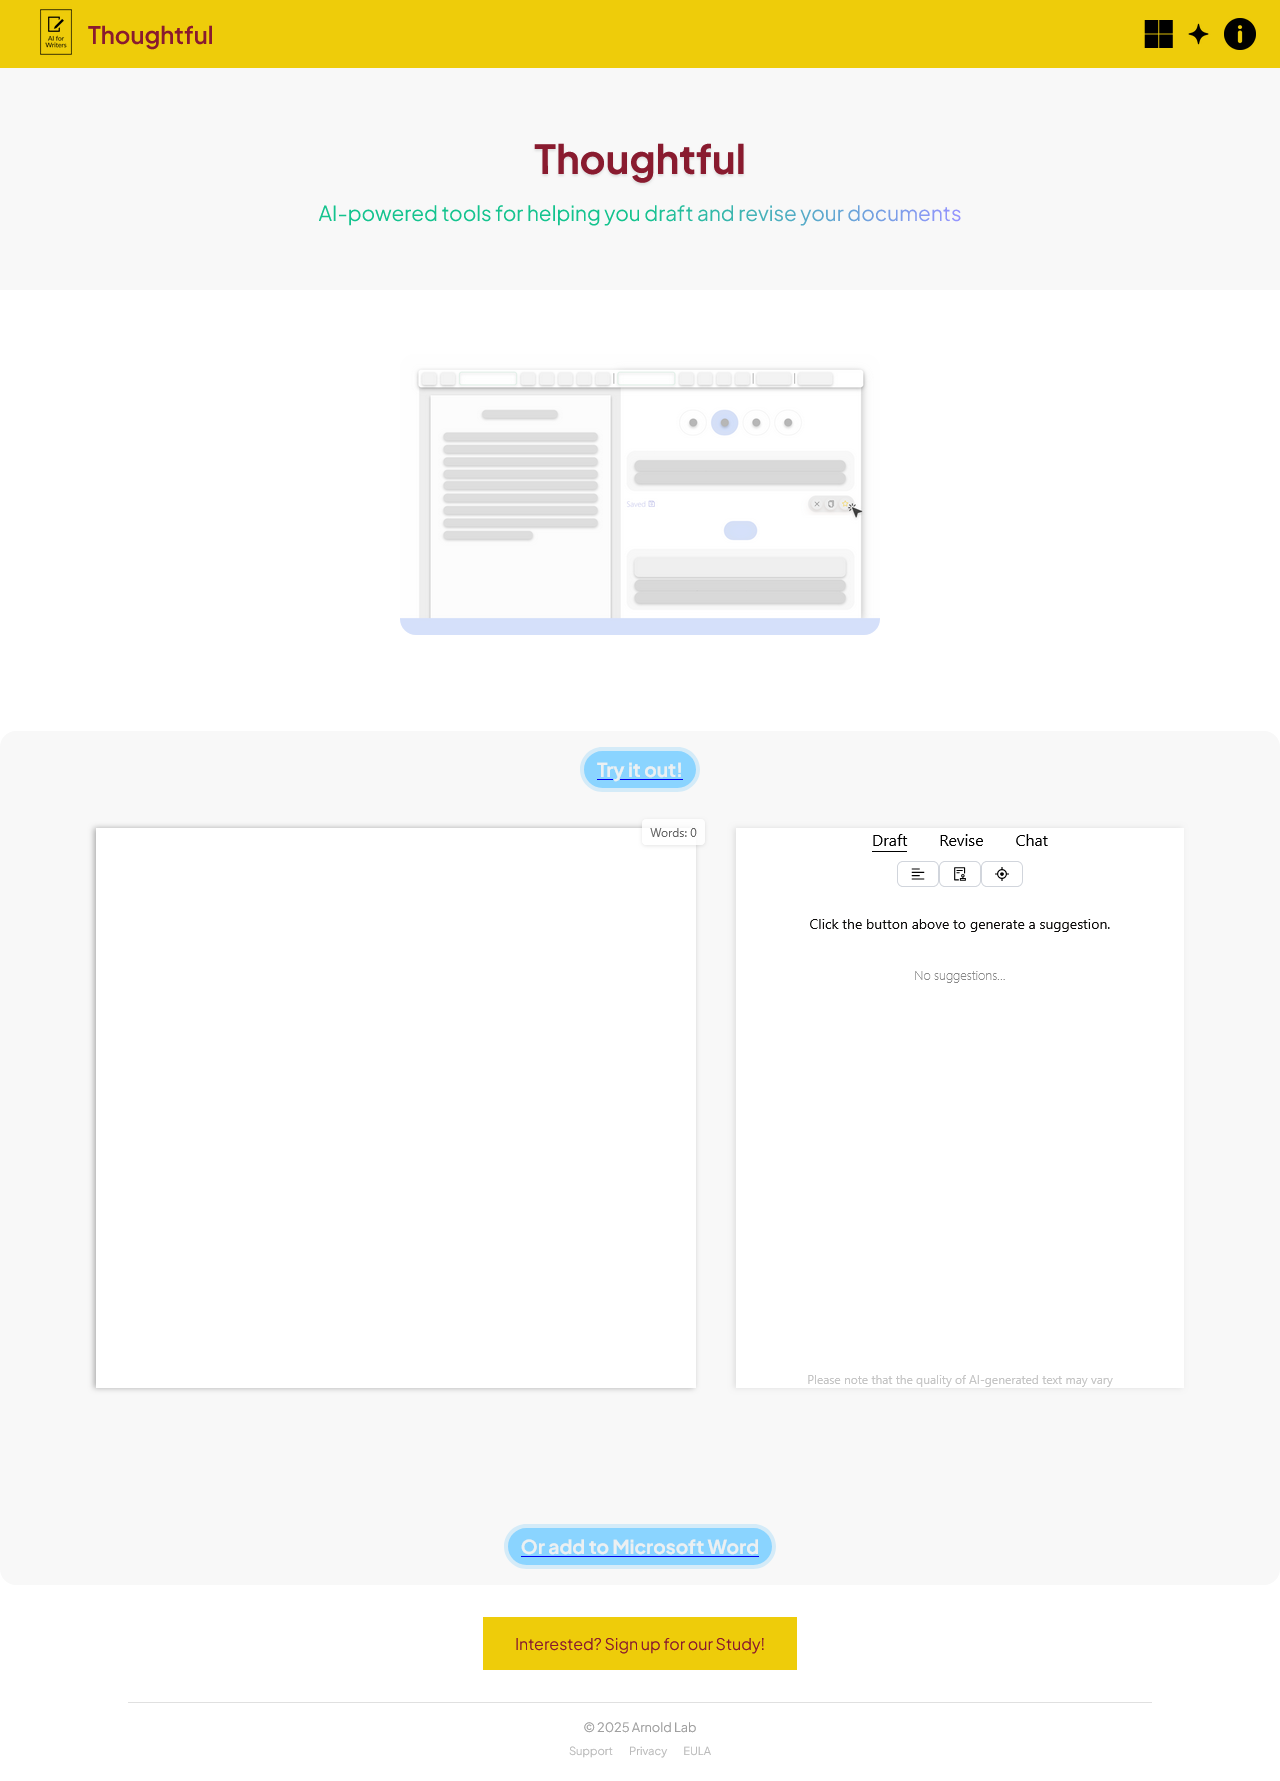 AI for
Writers
Thoughtful
Thoughtful
AI-powered tools for helping you draft and revise your documents
Saved
Try it out!
Words: 0
Draft Revise Chat
Click the button above to generate a suggestion.
No suggestions...
Please note that the quality of AI-generated text may vary
Or add to Microsoft Word
Interested? Sign up for our Study!
© 2025 Arnold Lab
Support Privacy EULA